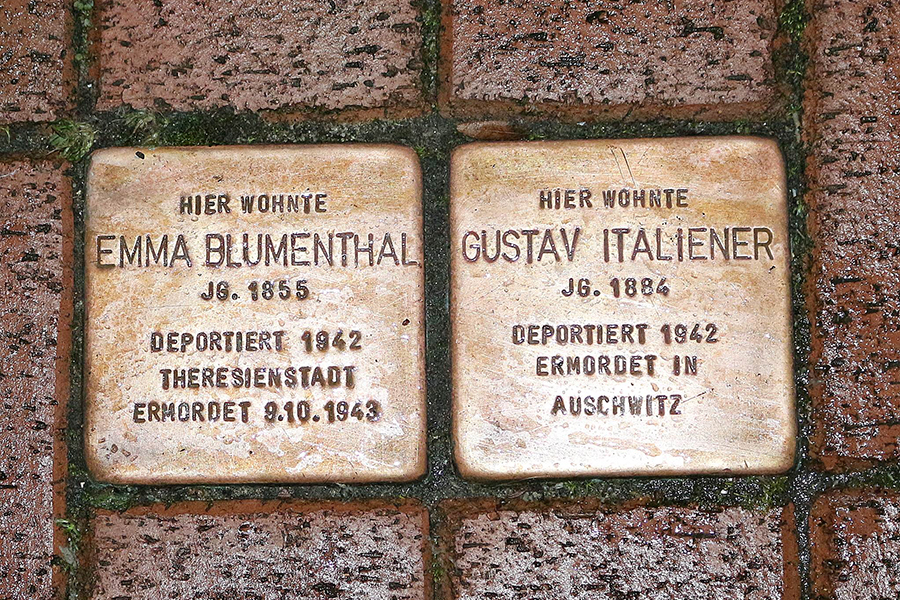 HIER WOHNTE
EMMA BLUMENTHAL
JG. 1855
DEPORTIERT 1942
THERESIENSTADT
ERMORDET 9.10.1943
HIER WOHNTE
GUSTAV ITALIENER
JG. 1884
DEPORTIERT 1942
ERMORDET IN
AUSCHWITZ